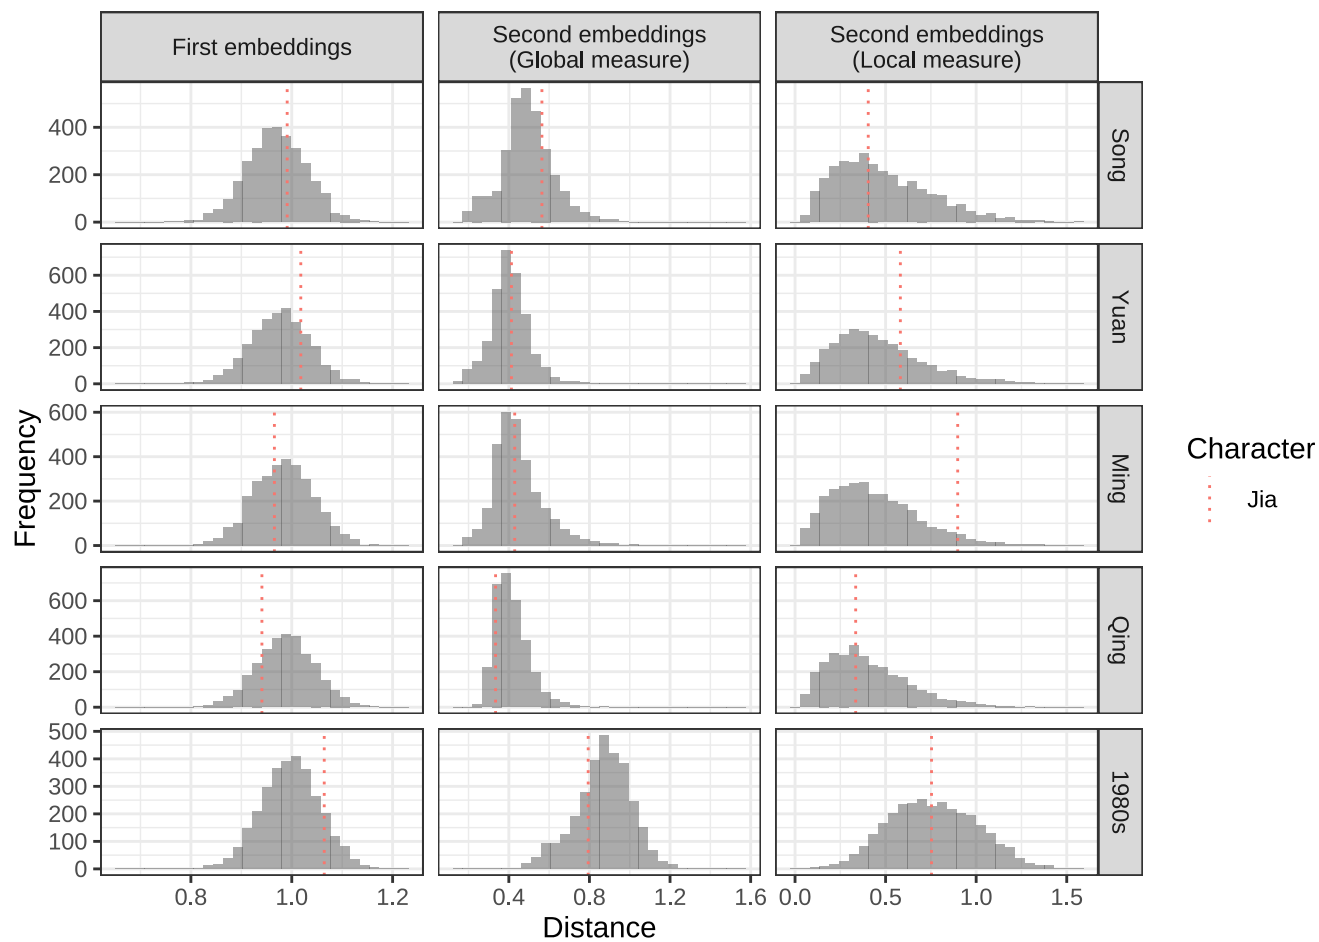 First embeddings
Second embeddings
(Global measure)
Second embeddings
(Local measure)
400
200
0
Song
600
400
200
0
Yuan
600
400
200
0
Ming
600
400
200
0
Qing
500
400
300
200
100
0
1980s
0.8 1.0 1.2
0.4 0.8 1.2 1.6
0.0 0.5 1.0 1.5
Distance
Frequency
Character
Jia